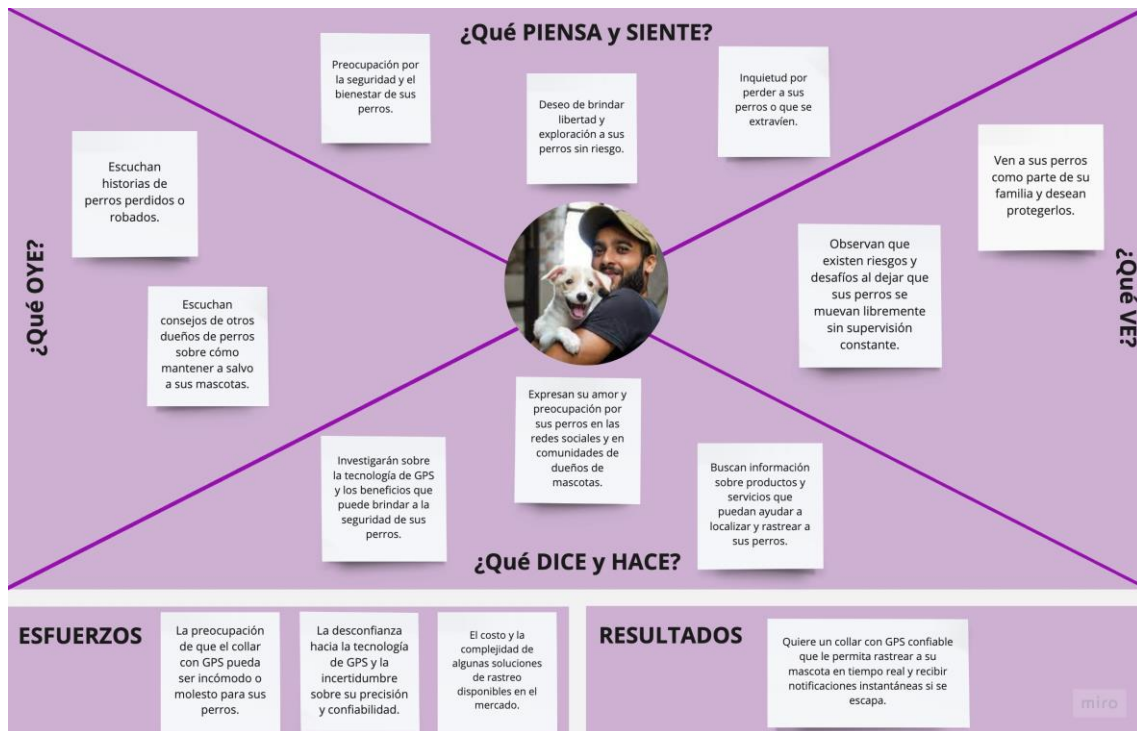 ¿Qué PIENSA y SIENTE?
Preocupación por
la seguridad y el
bienestar de sus
perros.
Deseo de brindar
libertad y
exploración a sus
perros sin riesgo.
Inquietud por
perder a sus
perros o que se
extravíen.
¿Qué OYE?
Escuchan
historias de
perros perdidos o
robados.
Escuchan
consejos de otros
dueños de perros
sobre cómo
mantener a salvo
a sus mascotas.
¿Qué VE?
Ven a sus perros
como parte de su
familia y desean
protegerlos.
Observan que
existen riesgos y
desafíos al dejar que
sus perros se
muevan libremente
sin supervisión
constante.
Investigarán sobre
la tecnología de GPS
y los beneficios que
puede brindar a la
seguridad de sus
perros.
Expresan su amor y
preocupación por
sus perros en las
redes sociales y en
comunidades de
dueños de
mascotas.
Buscan información
sobre productos y
servicios que
puedan ayudar a
localizar y rastrear a
sus perros.
¿Qué DICE y HACE?
ESFUERZOS
La preocupación
de que el collar
con GPS pueda
ser incómodo o
molesto para sus
perros.
La desconfianza
hacia la tecnología
de GPS y la
incertidumbre
sobre su precisión
y confiabilidad.
El costo y la
complejidad de
algunas soluciones
de rastreo
disponibles en el
mercado.
RESULTADOS
Quiere un collar con GPS confiable
que le permita rastrear a su
mascota en tiempo real y recibir
notificaciones instantáneas si se
escapa.
miro